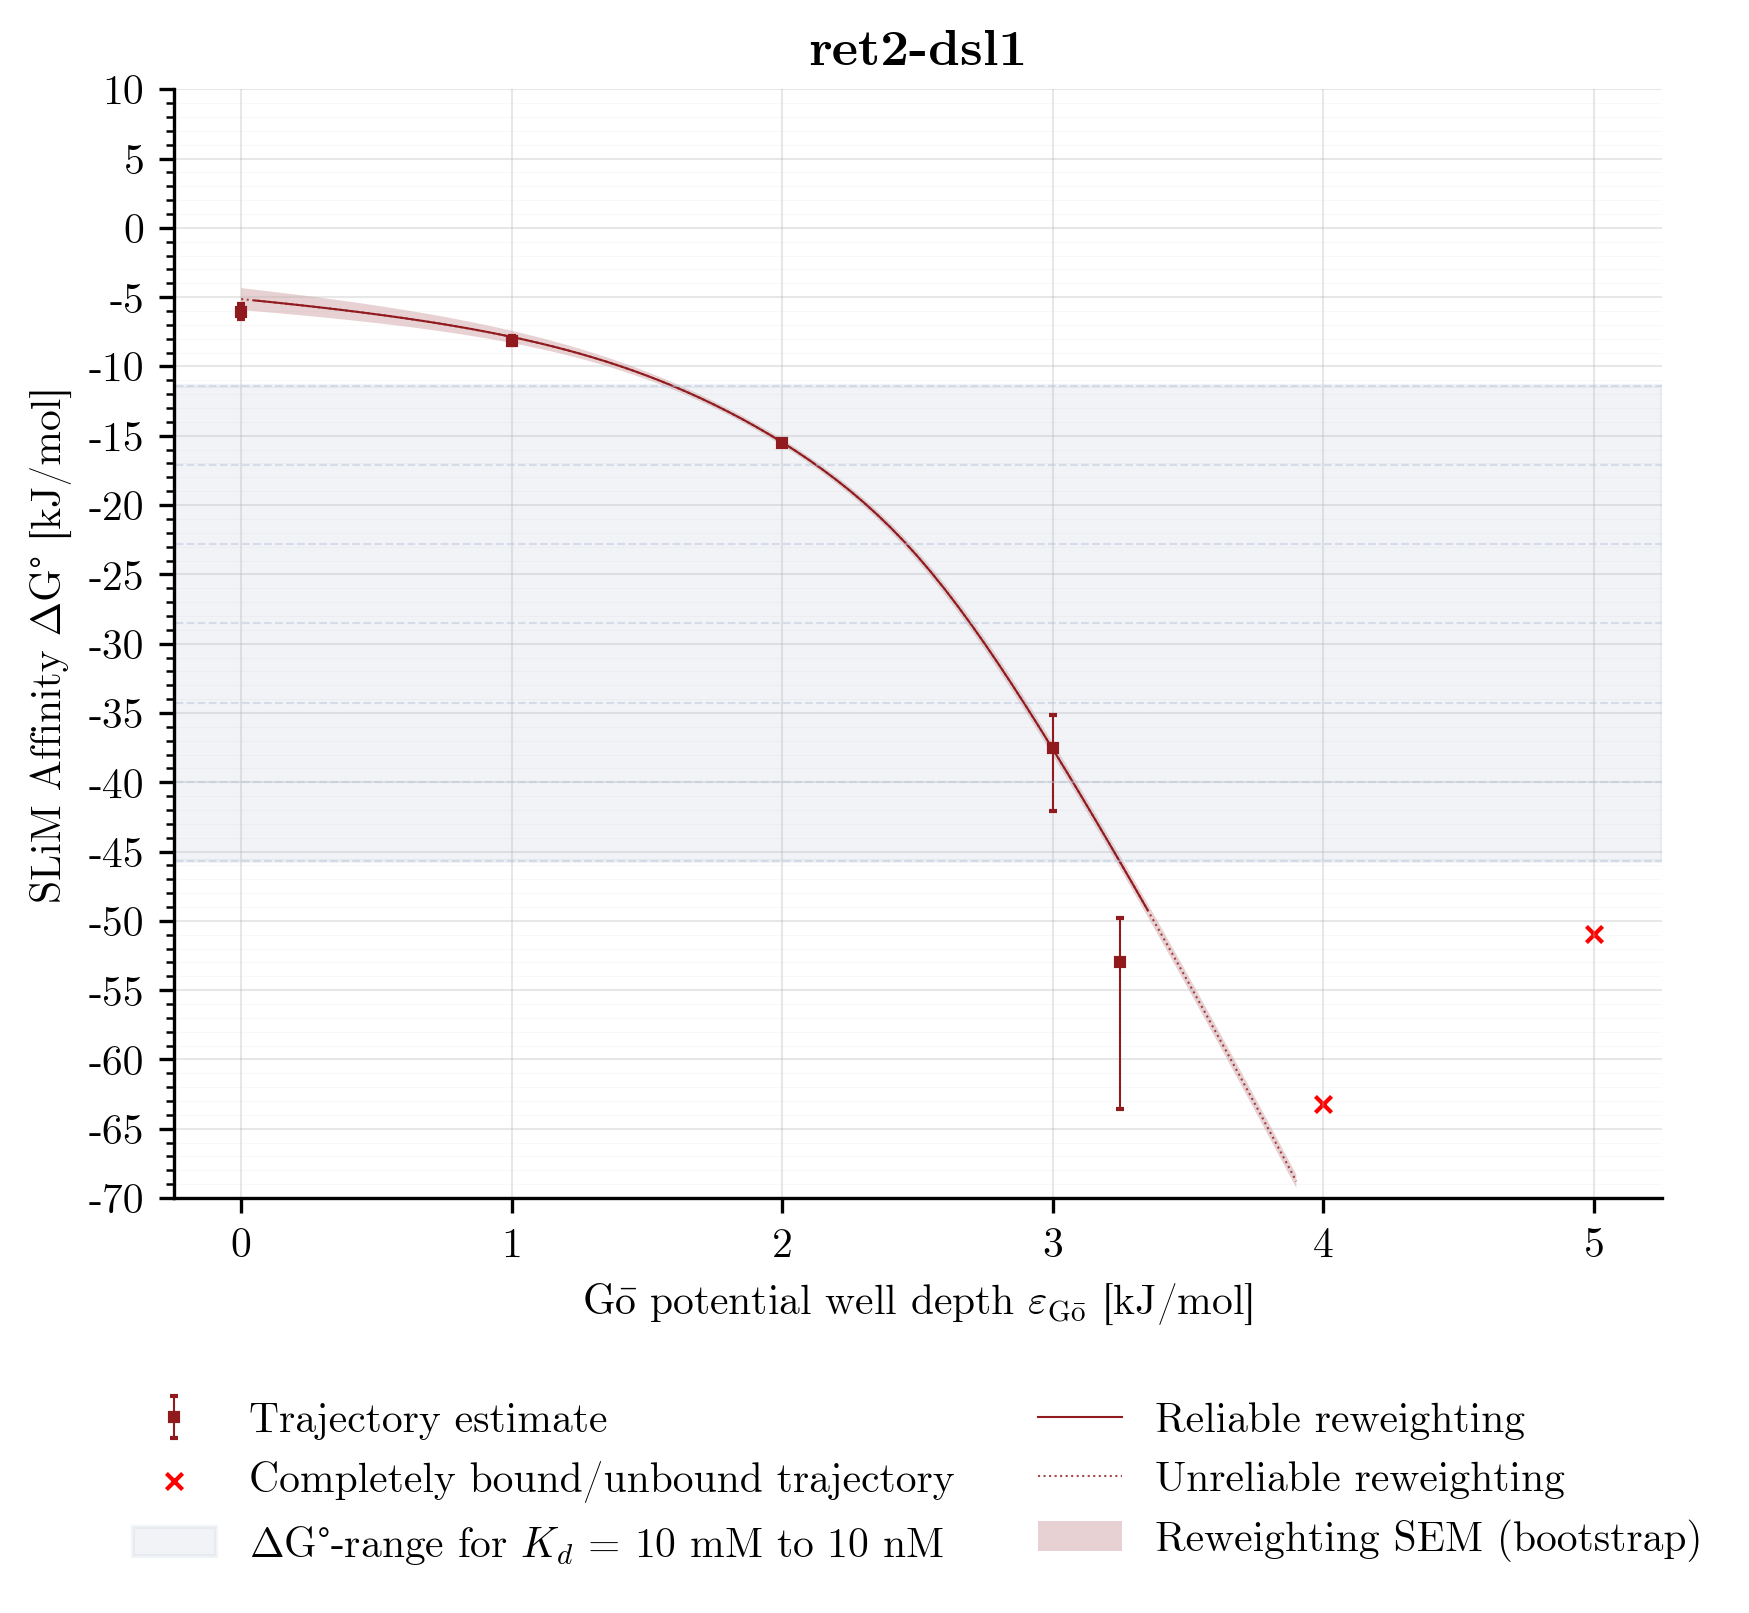 ret2-dsl1
10
5
0
-5
-10
-15
-20
-25
-30
-35
-40
-45
-50
-55
-60
-65
-70
SLiM Affinity ΔG° [kJ/mol]
0 1 2 3 4 5
Gō potential well depth ε_Gō [kJ/mol]
Trajectory estimate
Completely bound/unbound trajectory
ΔG°-range for K_d = 10 mM to 10 nM
Reliable reweighting
Unreliable reweighting
Reweighting SEM (bootstrap)